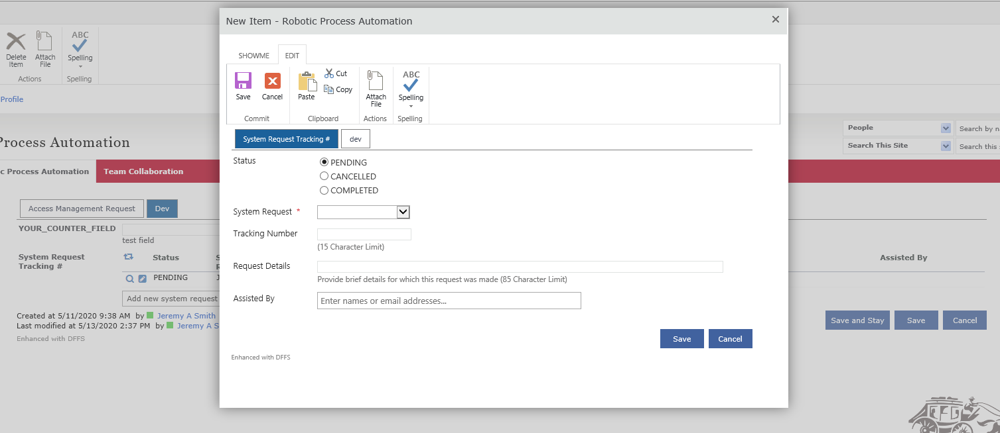 New Item - Robotic Process Automation
SHOWME EDIT
Save Cancel Paste Cut Copy Attach File ABC Spelling
Commit Clipboard Actions Spelling
System Request Tracking # dev
Status
PENDING
CANCELLED
COMPLETED
System Request *
Tracking Number
(15 Character Limit)
Request Details
Provide brief details for which this request was made (85 Character Limit)
Assisted By
Enter names or email addresses...
Save Cancel
Enhanced with DFFS
Delete Item Attach File ABC Spelling
Actions Spelling
Profile
Process Automation
People Search by n
Search This Site Search this
c Process Automation Team Collaboration
Access Management Request Dev
YOUR_COUNTER_FIELD
test field
System Request Tracking # Status S Assisted By
R
PENDING J
Add new system request
Created at 5/11/2020 9:38 AM by Jeremy A Smith
Last modified at 5/13/2020 2:37 PM by Jeremy A S
Save and Stay Save Cancel
Enhanced with DFFS